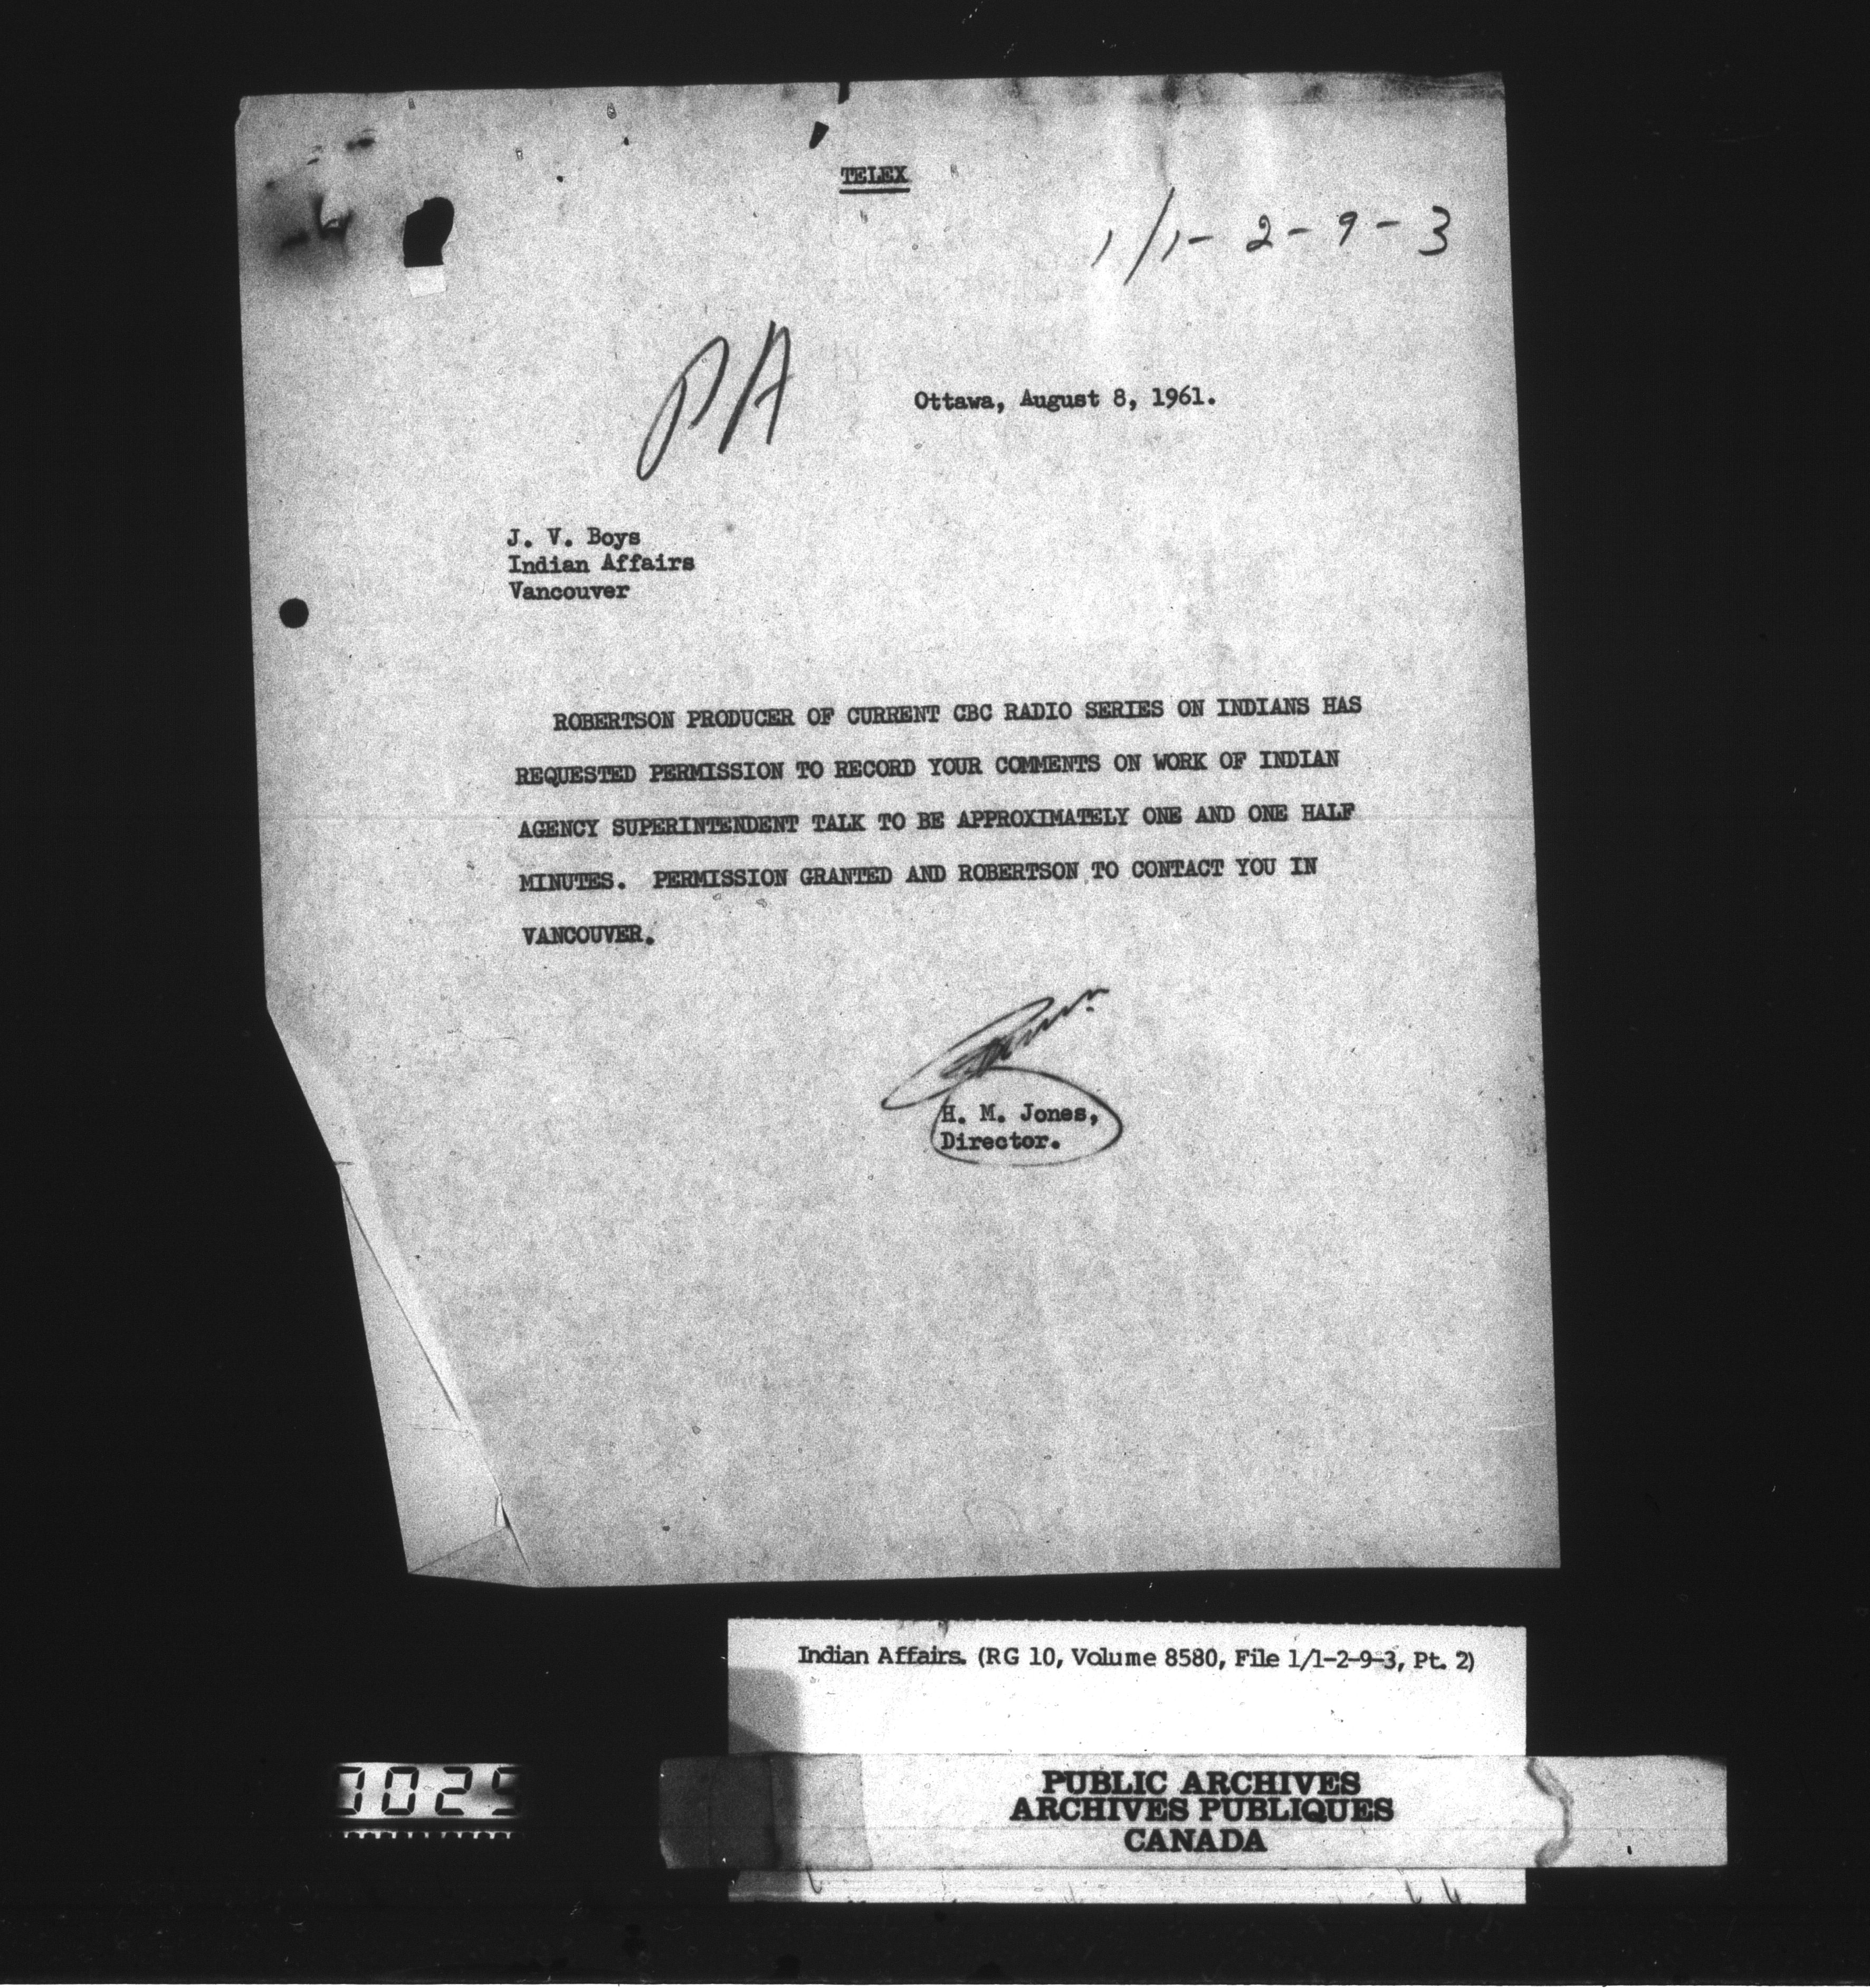 TELEX
1/1-2-9-3
PA
Ottawa, August 8, 1961.
J. V. Boys
Indian Affairs
Vancouver
ROBERTSON PRODUCER OF CURRENT CBC RADIO SERIES ON INDIANS HAS
REQUESTED PERMISSION TO RECORD YOUR COMMENTS ON WORK OF INDIAN
AGENCY SUPERINTENDENT TALK TO BE APPROXIMATELY ONE AND ONE HALF
MINUTES. PERMISSION GRANTED AND ROBERTSON TO CONTACT YOU IN
VANCOUVER.
H. M. Jones,
Director.
Indian Affairs. (RG 10, Volume 8580, File 1/1-2-9-3, Pt. 2)
PUBLIC ARCHIVES
ARCHIVES PUBLIQUES
CANADA